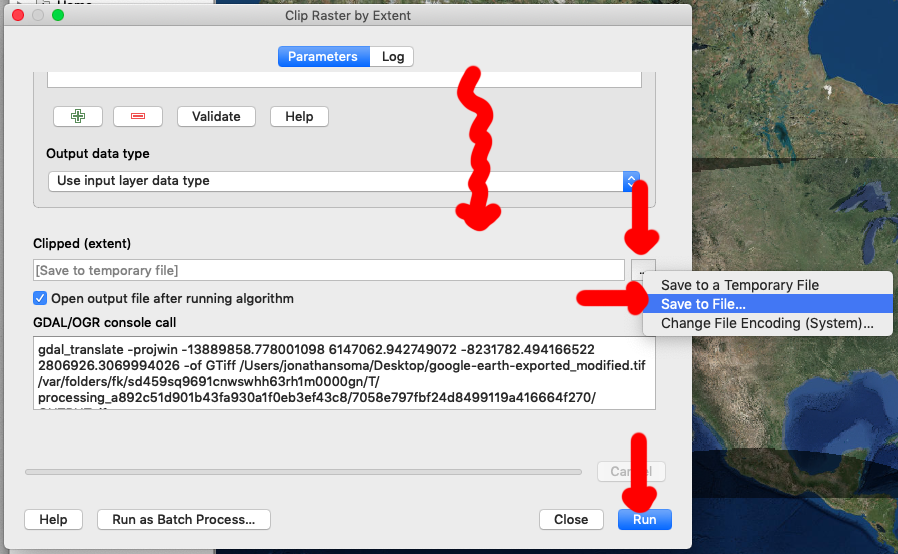 Clip Raster by Extent
Parameters
Log
Validate
Help
Output data type
Use input layer data type
Clipped (extent)
[Save to temporary file]
Save to a Temporary File
Save to File...
Change File Encoding (System)...
Open output file after running algorithm
GDAL/OGR console call
gdal_translate -projwin -13889858.778001098 6147062.942749072 -8231782.494166522
2806926.3069994026 -of GTiff /Users/jonathansoma/Desktop/google-earth-exported_modified.tif
/var/folders/fk/sd459sq9691cnwswhh63rh1m0000gn/T/
processing_a892c51d901b43fa930a1f0eb3ef43c8/7058e797fbf24d8499119a416664f270/
Help
Run as Batch Process...
Close
Run